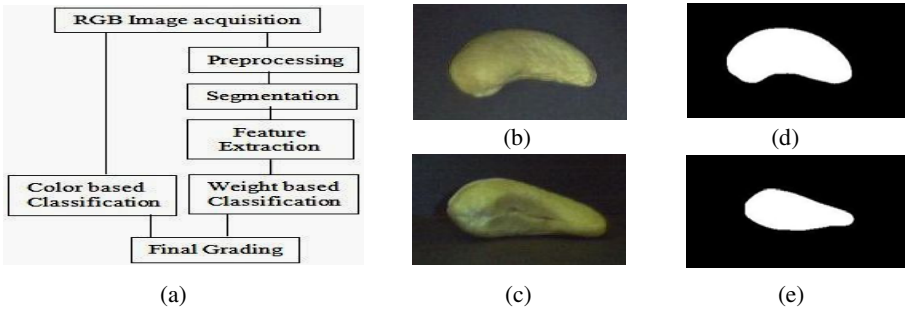 RGB Image acquisition
Preprocessing
Segmentation
Feature
Extraction
Color based
Classification
Weight based
Classification
Final Grading
(a)
(b)
(c)
(d)
(e)